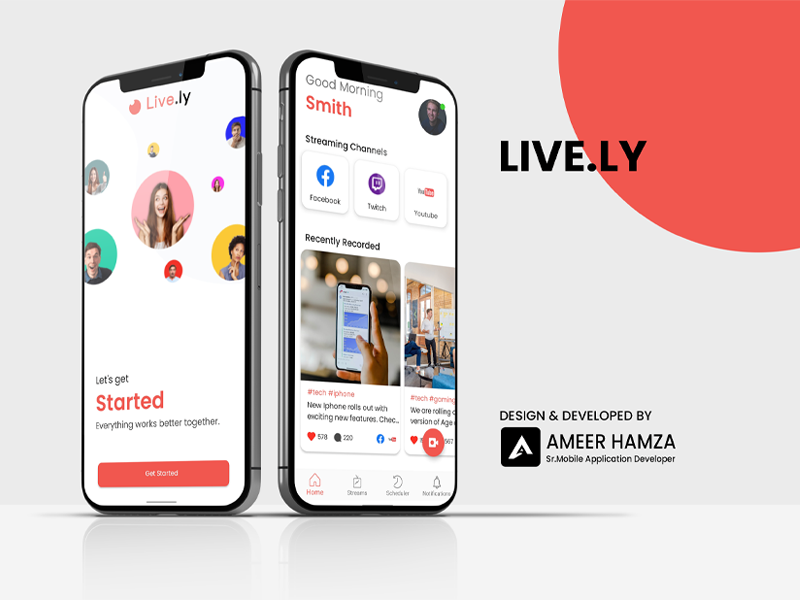 Live.ly
Let's get
Started
Everything works better together.
Get Started
Good Morning
Smith
Streaming Channels
Facebook
Twitch
YouTube
Youtube
Recently Recorded
#tech #iphone
New Iphone rolls out with
exciting new features. Chec..
578
220
#tech #gaming
We are rolling o
version of Age o
567
Home
Streams
Scheduler
Notifications
LIVE.LY
DESIGN & DEVELOPED BY
AMEER HAMZA
Sr.Mobile Application Developer